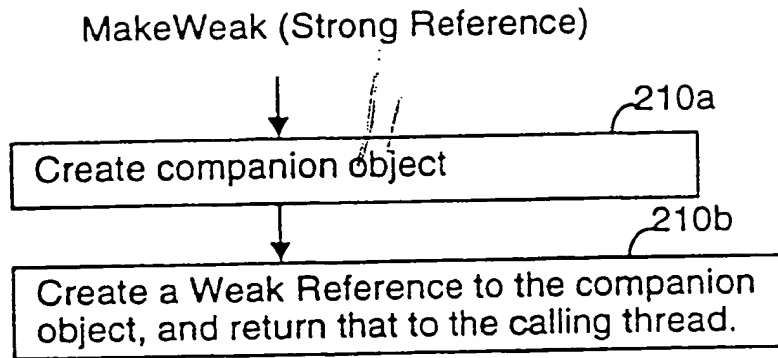 MakeWeak (Strong Reference)
210a
Create companion object
210b
Create a Weak Reference to the companion
object, and return that to the calling thread.